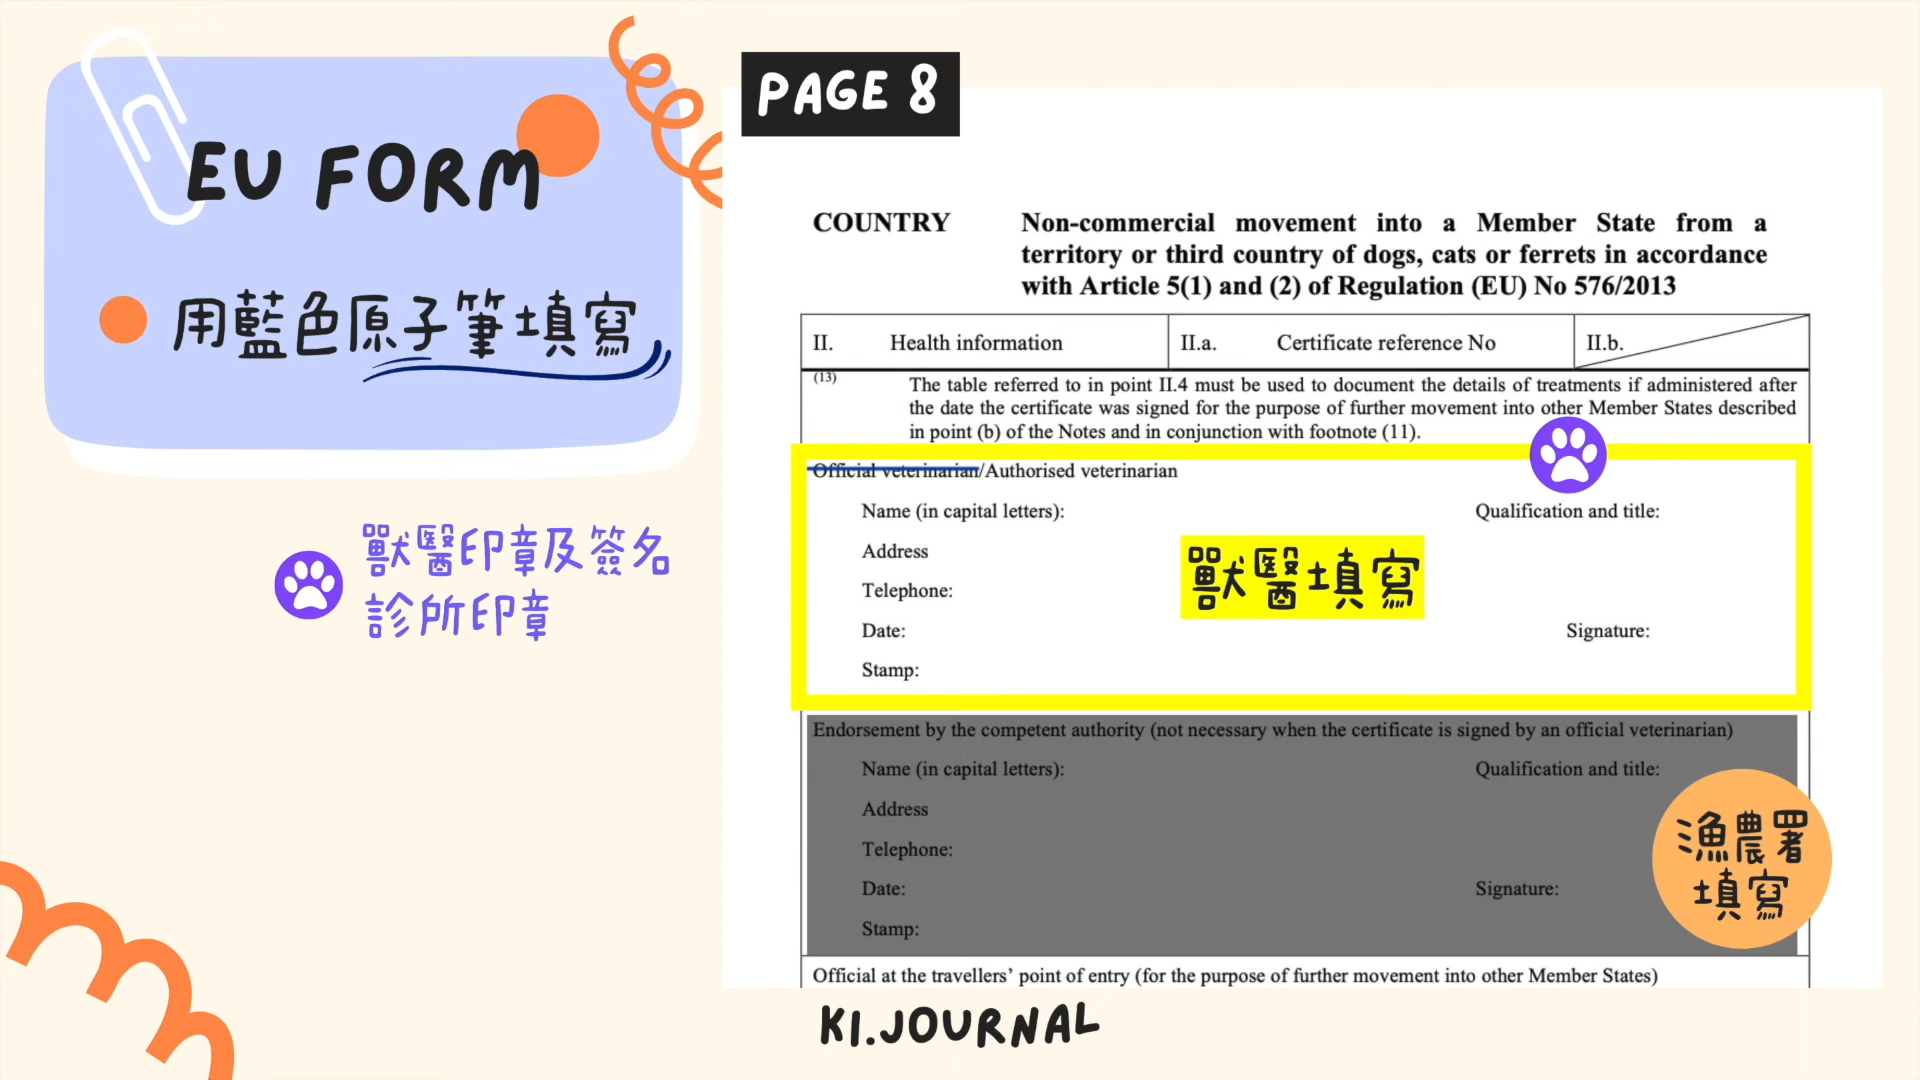 EU FORM
用藍色原子筆填寫
獸醫印章及簽名
診所印章
PAGE 8
COUNTRY
Non-commercial movement into a Member State from a
territory or third country of dogs, cats or ferrets in accordance
with Article 5(1) and (2) of Regulation (EU) No 576/2013
II. Health information
II.a. Certificate reference No
II.b.
(13) The table referred to in point II.4 must be used to document the details of treatments if administered after
the date the certificate was signed for the purpose of further movement into other Member States described
in point (b) of the Notes and in conjunction with footnote (11).
Official veterinarian/Authorised veterinarian
Name (in capital letters):
Qualification and title:
Address
獸醫填寫
Telephone:
Date:
Signature:
Stamp:
Endorsement by the competent authority (not necessary when the certificate is signed by an official veterinarian)
Name (in capital letters):
Qualification and title:
Address
Telephone:
Date:
Signature:
Stamp:
漁農署
填寫
Official at the travellers’ point of entry (for the purpose of further movement into other Member States)
KI.JOURNAL